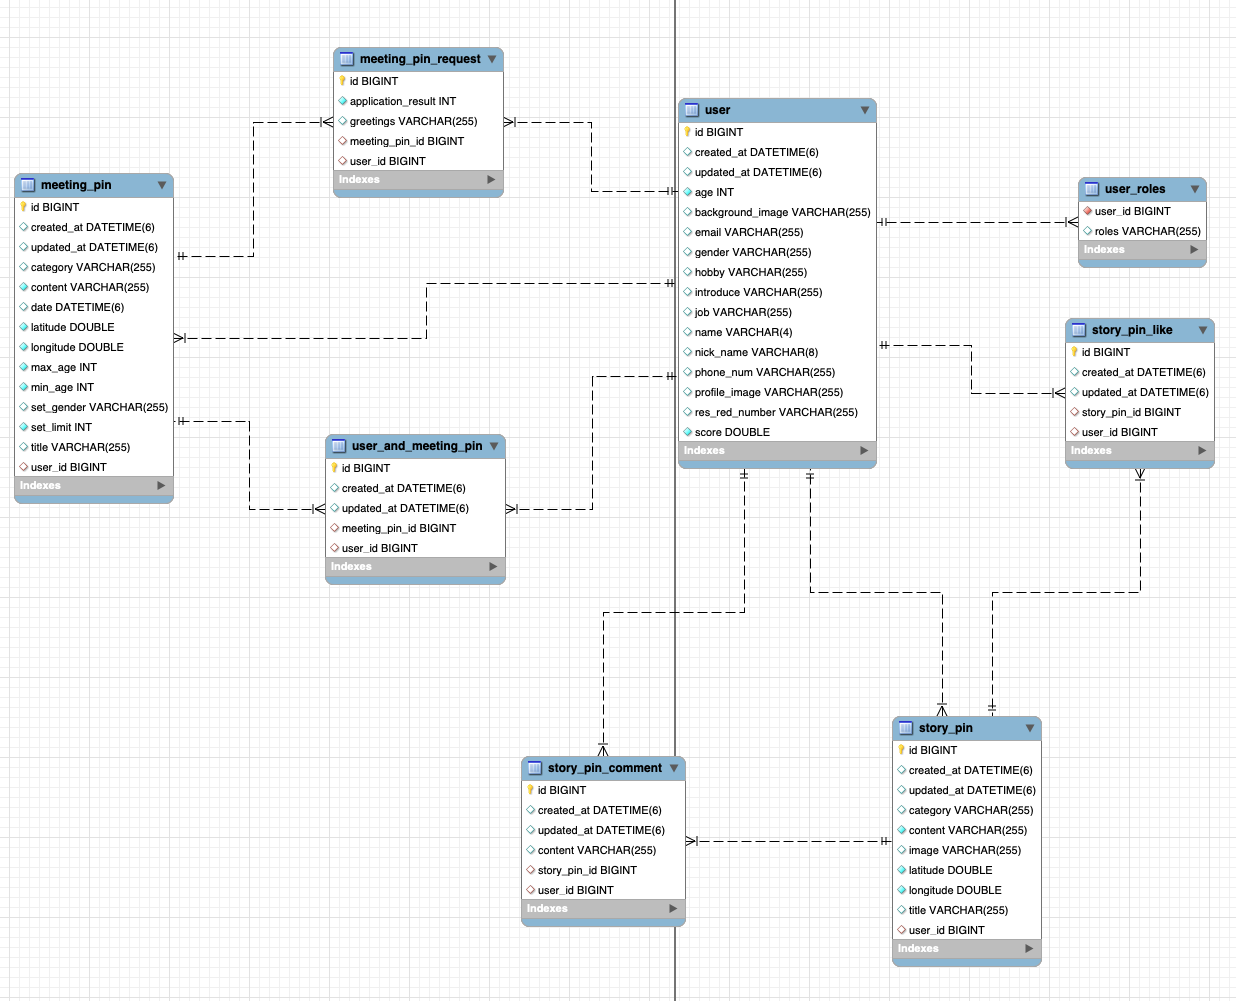 meeting_pin_request
id BIGINT
application_result INT
greetings VARCHAR(255)
meeting_pin_id BIGINT
user_id BIGINT
Indexes
meeting_pin
id BIGINT
created_at DATETIME(6)
updated_at DATETIME(6)
category VARCHAR(255)
content VARCHAR(255)
date DATETIME(6)
latitude DOUBLE
longitude DOUBLE
max_age INT
min_age INT
set_gender VARCHAR(255)
set_limit INT
title VARCHAR(255)
user_id BIGINT
Indexes
user_and_meeting_pin
id BIGINT
created_at DATETIME(6)
updated_at DATETIME(6)
meeting_pin_id BIGINT
user_id BIGINT
Indexes
user
id BIGINT
created_at DATETIME(6)
updated_at DATETIME(6)
age INT
background_image VARCHAR(255)
email VARCHAR(255)
gender VARCHAR(255)
hobby VARCHAR(255)
introduce VARCHAR(255)
job VARCHAR(255)
name VARCHAR(4)
nick_name VARCHAR(8)
phone_num VARCHAR(255)
profile_image VARCHAR(255)
res_red_number VARCHAR(255)
score DOUBLE
Indexes
user_roles
user_id BIGINT
roles VARCHAR(255)
Indexes
story_pin_like
id BIGINT
created_at DATETIME(6)
updated_at DATETIME(6)
story_pin_id BIGINT
user_id BIGINT
Indexes
story_pin_comment
id BIGINT
created_at DATETIME(6)
updated_at DATETIME(6)
content VARCHAR(255)
story_pin_id BIGINT
user_id BIGINT
Indexes
story_pin
id BIGINT
created_at DATETIME(6)
updated_at DATETIME(6)
category VARCHAR(255)
content VARCHAR(255)
image VARCHAR(255)
latitude DOUBLE
longitude DOUBLE
title VARCHAR(255)
user_id BIGINT
Indexes